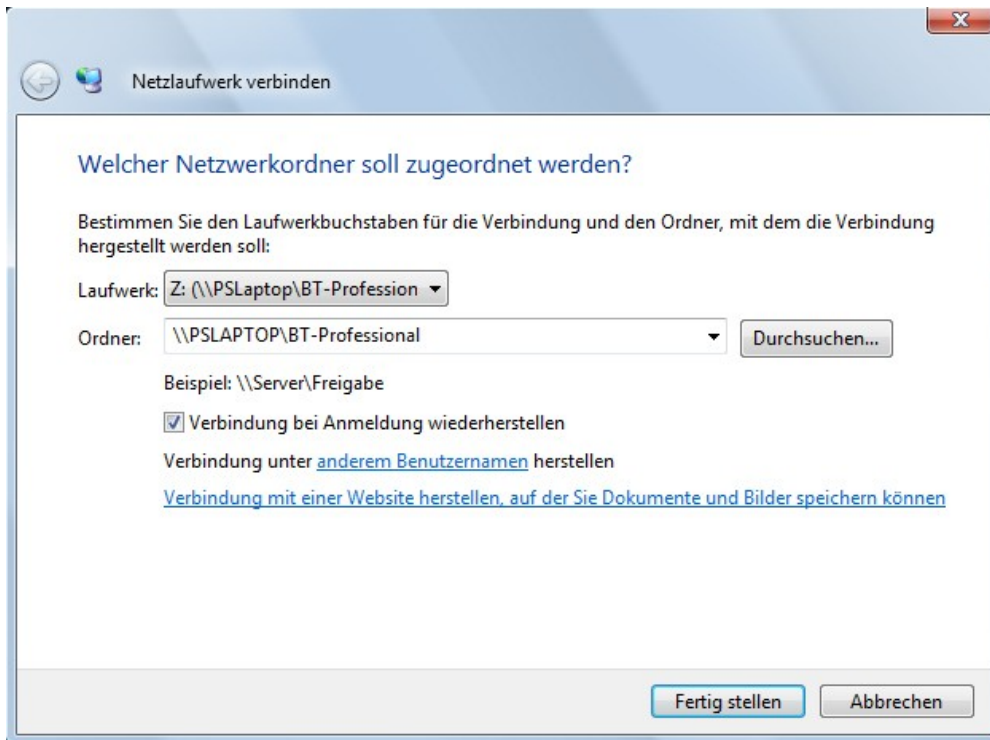 Netzlaufwerk verbinden
Welcher Netzwerkordner soll zugeordnet werden?
Bestimmen Sie den Laufwerkbuchstaben für die Verbindung und den Ordner, mit dem die Verbindung
hergestellt werden soll:
Laufwerk: Z: (\\PSLaptop\BT-Profession
Ordner: \\PSLAPTOP\BT-Professional Durchsuchen...
Beispiel: \\Server\Freigabe
Verbindung bei Anmeldung wiederherstellen
Verbindung unter anderem Benutzernamen herstellen
Verbindung mit einer Website herstellen, auf der Sie Dokumente und Bilder speichern können
Fertig stellen Abbrechen